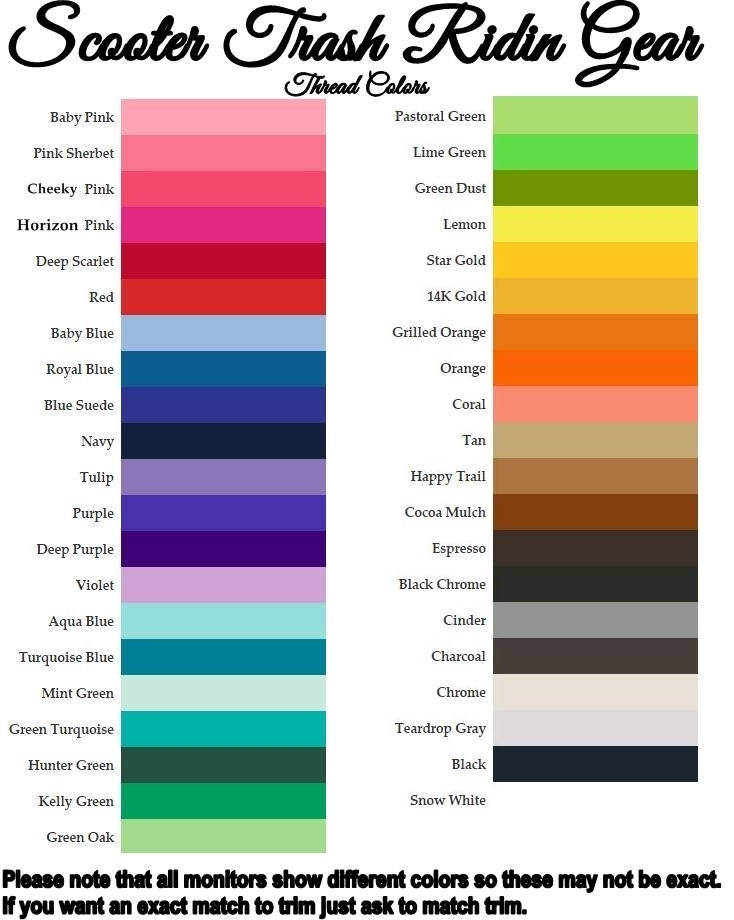 Scooter Trash Ridin Gear
Thread Colors
Baby Pink
Pink Sherbet
Cheeky Pink
Horizon Pink
Deep Scarlet
Red
Baby Blue
Royal Blue
Blue Suede
Navy
Tulip
Purple
Deep Purple
Violet
Aqua Blue
Turquoise Blue
Mint Green
Green Turquoise
Hunter Green
Kelly Green
Green Oak
Pastoral Green
Lime Green
Green Dust
Lemon
Star Gold
14K Gold
Grilled Orange
Orange
Coral
Tan
Happy Trail
Cocoa Mulch
Espresso
Black Chrome
Cinder
Charcoal
Chrome
Teardrop Gray
Black
Snow White
Please note that all monitors show different colors so these may not be exact.
If you want an exact match to trim just ask to match trim.